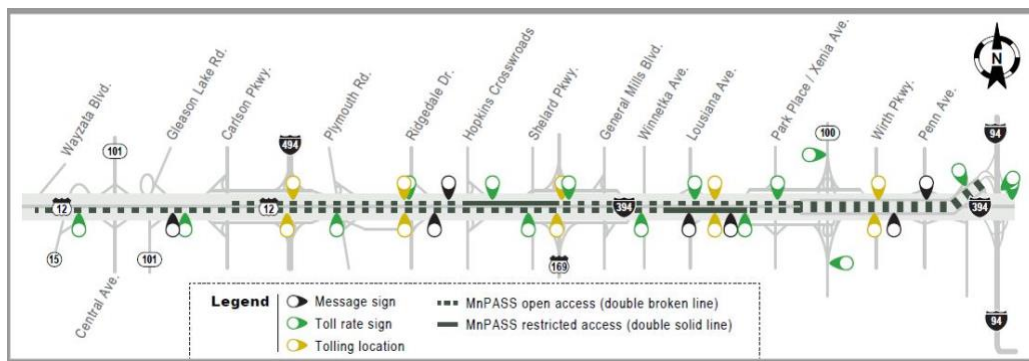 Wayzata Blvd.
Gleason Lake Rd.
Carlson Pkwy.
Plymouth Rd.
Ridgedale Dr.
Hopkins Crossroads
Shelard Pkwy.
General Mills Blvd.
Winnetka Ave.
Lousiana Ave.
Park Place / Xenia Ave.
Wirth Pkwy.
Penn Ave.
N
101
494
100
94
12
12
394
394
15
101
169
94
Central Ave.
Legend
Message sign
Toll rate sign
Tolling location
MnPASS open access (double broken line)
MnPASS restricted access (double solid line)